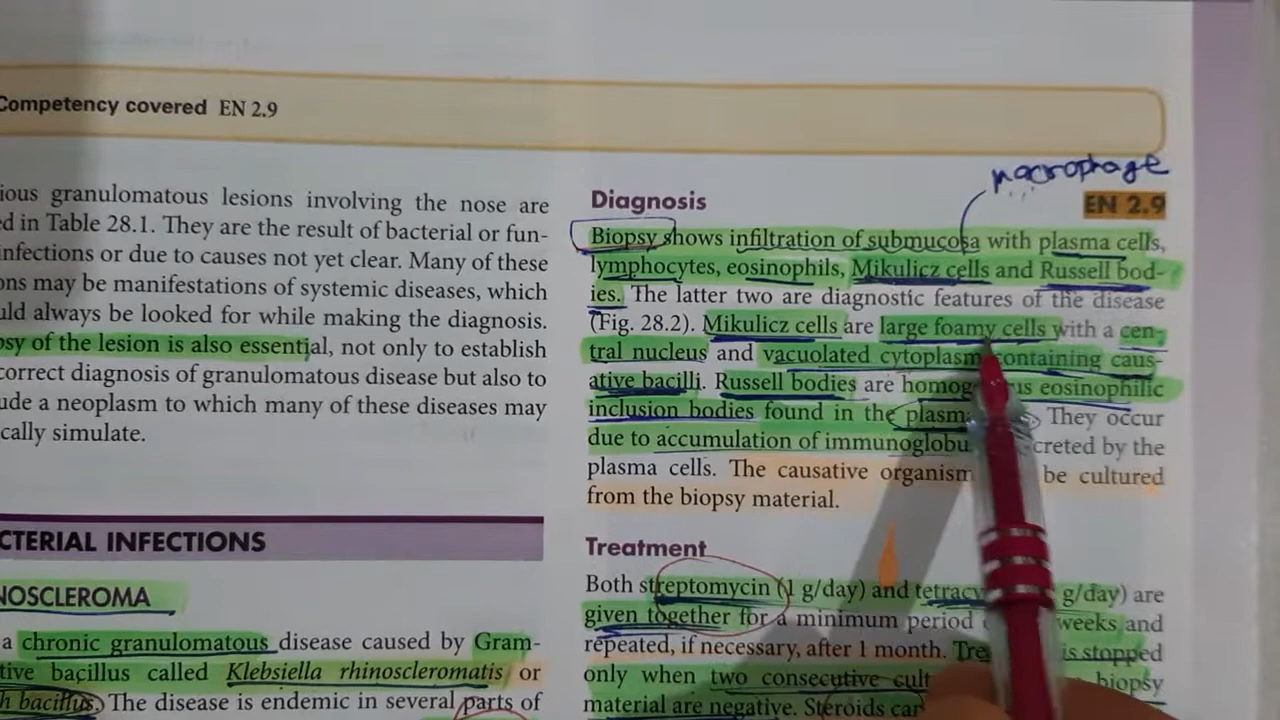 Competency covered EN 2.9
ious granulomatous lesions involving the nose are
ed in Table 28.1. They are the result of bacterial or fun-
infections or due to causes not yet clear. Many of these
ons may be manifestations of systemic diseases, which
uld always be looked for while making the diagnosis.
psy of the lesion is also essential, not only to establish
correct diagnosis of granulomatous disease but also to
ude a neoplasm to which many of these diseases may
cally simulate.
CTERIAL INFECTIONS
NOSCLEROMA
a chronic granulomatous disease caused by Gram-
tive bacillus called Klebsiella rhinoscleromatis or
h bacillus. The disease is endemic in several parts of
macrophage
Diagnosis
EN 2.9
Biopsy shows infiltration of submucosa with plasma cells,
lymphocytes, eosinophils, Mikulicz cells and Russell bod-
ies. The latter two are diagnostic features of the disease
(Fig. 28.2). Mikulicz cells are large foamy cells with a cen-
tral nucleus and vacuolated cytoplasm containing caus-
ative bacilli. Russell bodies are homog us eosinophilic
inclusion bodies found in the plasma They occur
due to accumulation of immunoglobu creted by the
plasma cells. The causative organism be cultured
from the biopsy material.
Treatment
Both streptomycin (1 g/day) and tetracy g/day) are
given together for a minimum period weeks and
repeated, if necessary, after 1 month. Tre is stopped
only when two consecutive cult biopsy
material are negative. Steroids can